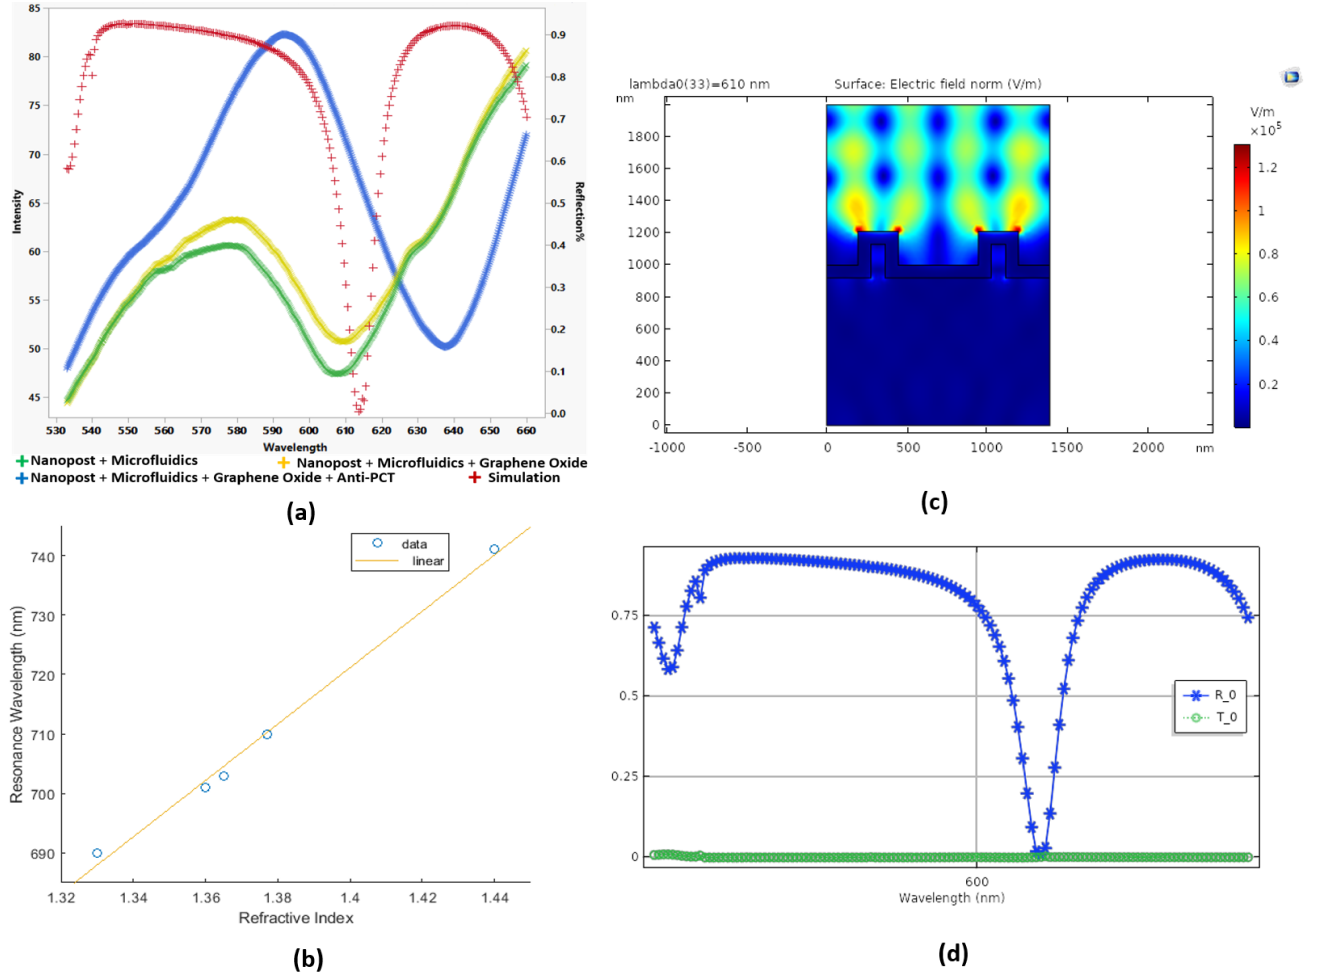 85
80
75
70
65
60
55
50
45
Intensity
0.9
0.8
0.7
0.6
0.5
0.4
0.3
0.2
0.1
0.0
Reflection%
530 540 550 560 570 580 590 600 610 620 630 640 650 660
Wavelength
Nanopost + Microfluidics
Nanopost + Microfluidics + Graphene Oxide
Nanopost + Microfluidics + Graphene Oxide + Anti-PCT
Simulation
(a)
lambda0(33)=610 nm Surface: Electric field norm (V/m)
nm
1800
1600
1400
1200
1000
800
600
400
200
0
-1000 -500 0 500 1000 1500 2000 nm
V/m
×10⁵
1.2
1
0.8
0.6
0.4
0.2
(c)
740
730
720
710
700
690
Resonance Wavelength (nm)
data
linear
1.32 1.34 1.36 1.38 1.4 1.42 1.44
Refractive Index
(b)
0.75
0.5
0.25
0
R_0
T_0
600
Wavelength (nm)
(d)